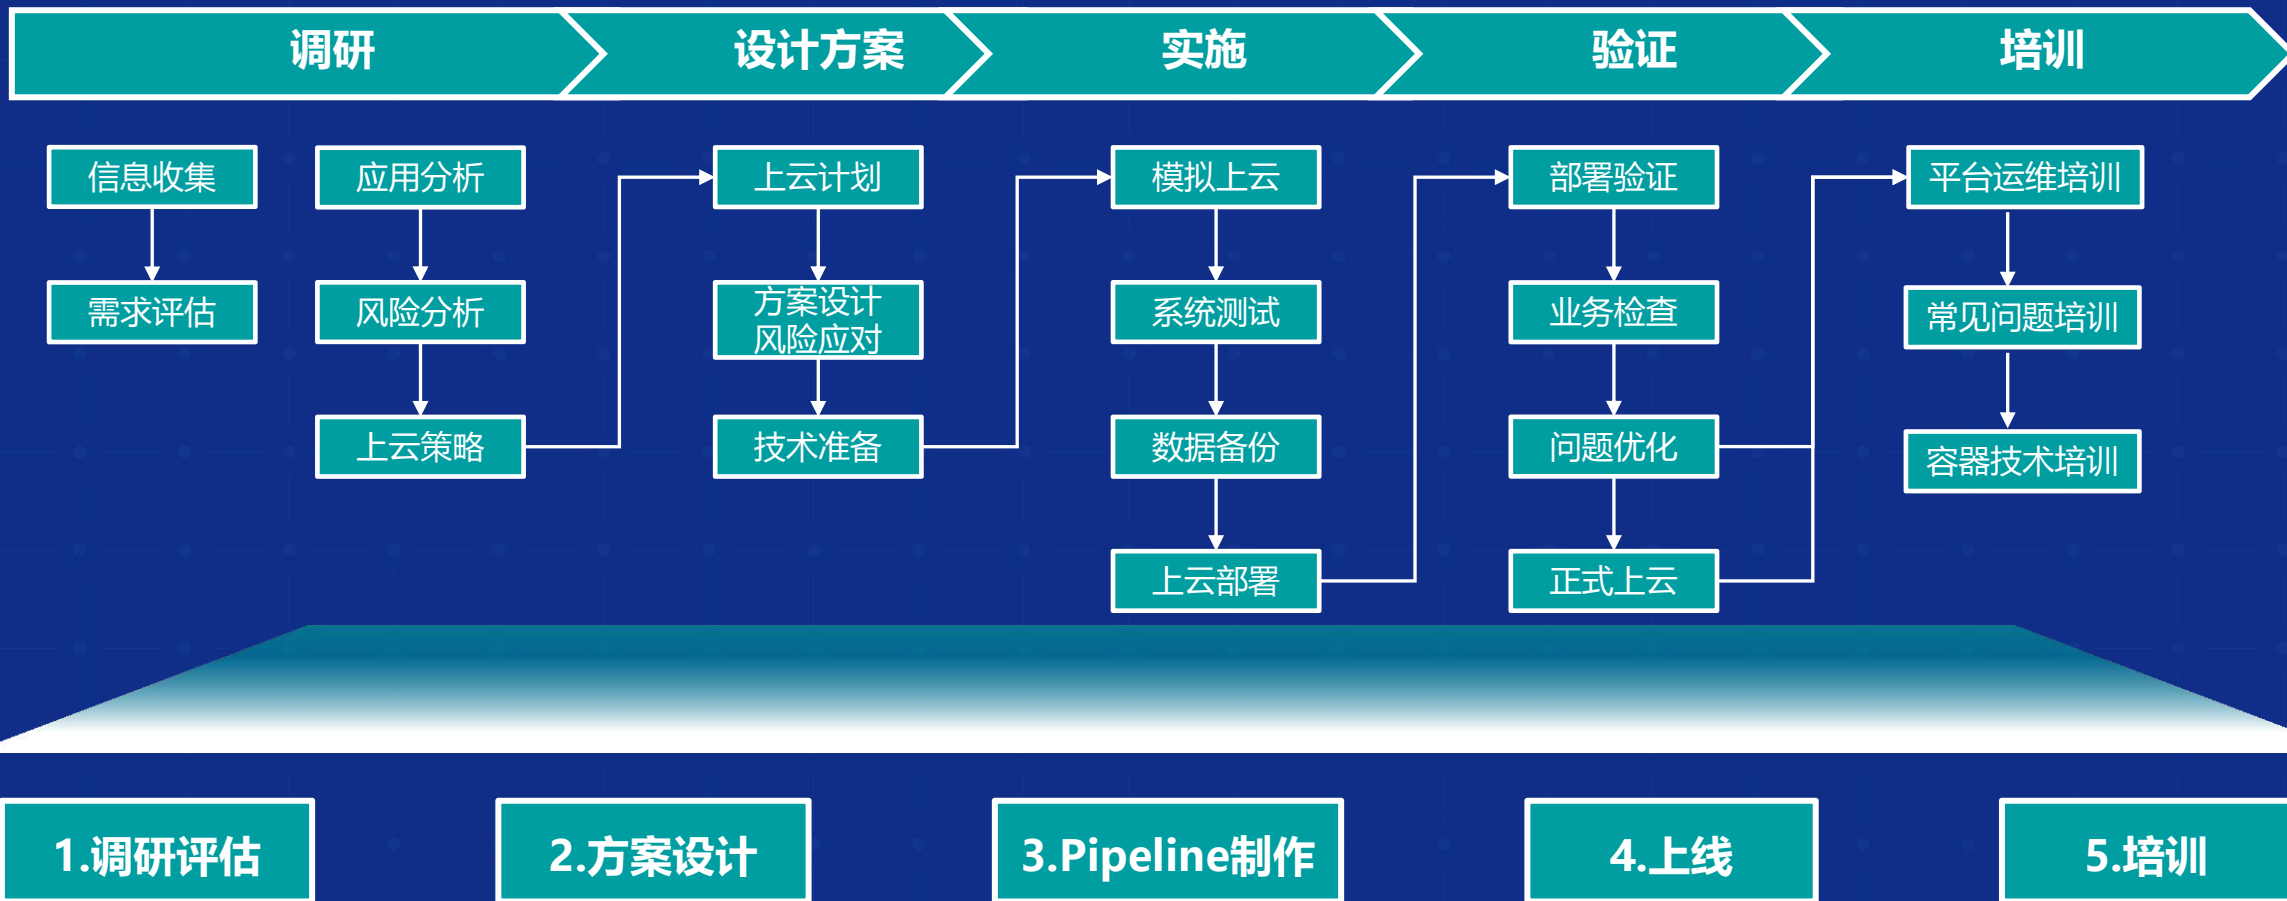 调研
设计方案
实施
验证
培训
信息收集
需求评估
应用分析
风险分析
上云策略
上云计划
方案设计
风险应对
技术准备
模拟上云
系统测试
数据备份
上云部署
部署验证
业务检查
问题优化
正式上云
平台运维培训
常见问题培训
容器技术培训
1.调研评估
2.方案设计
3.Pipeline制作
4.上线
5.培训